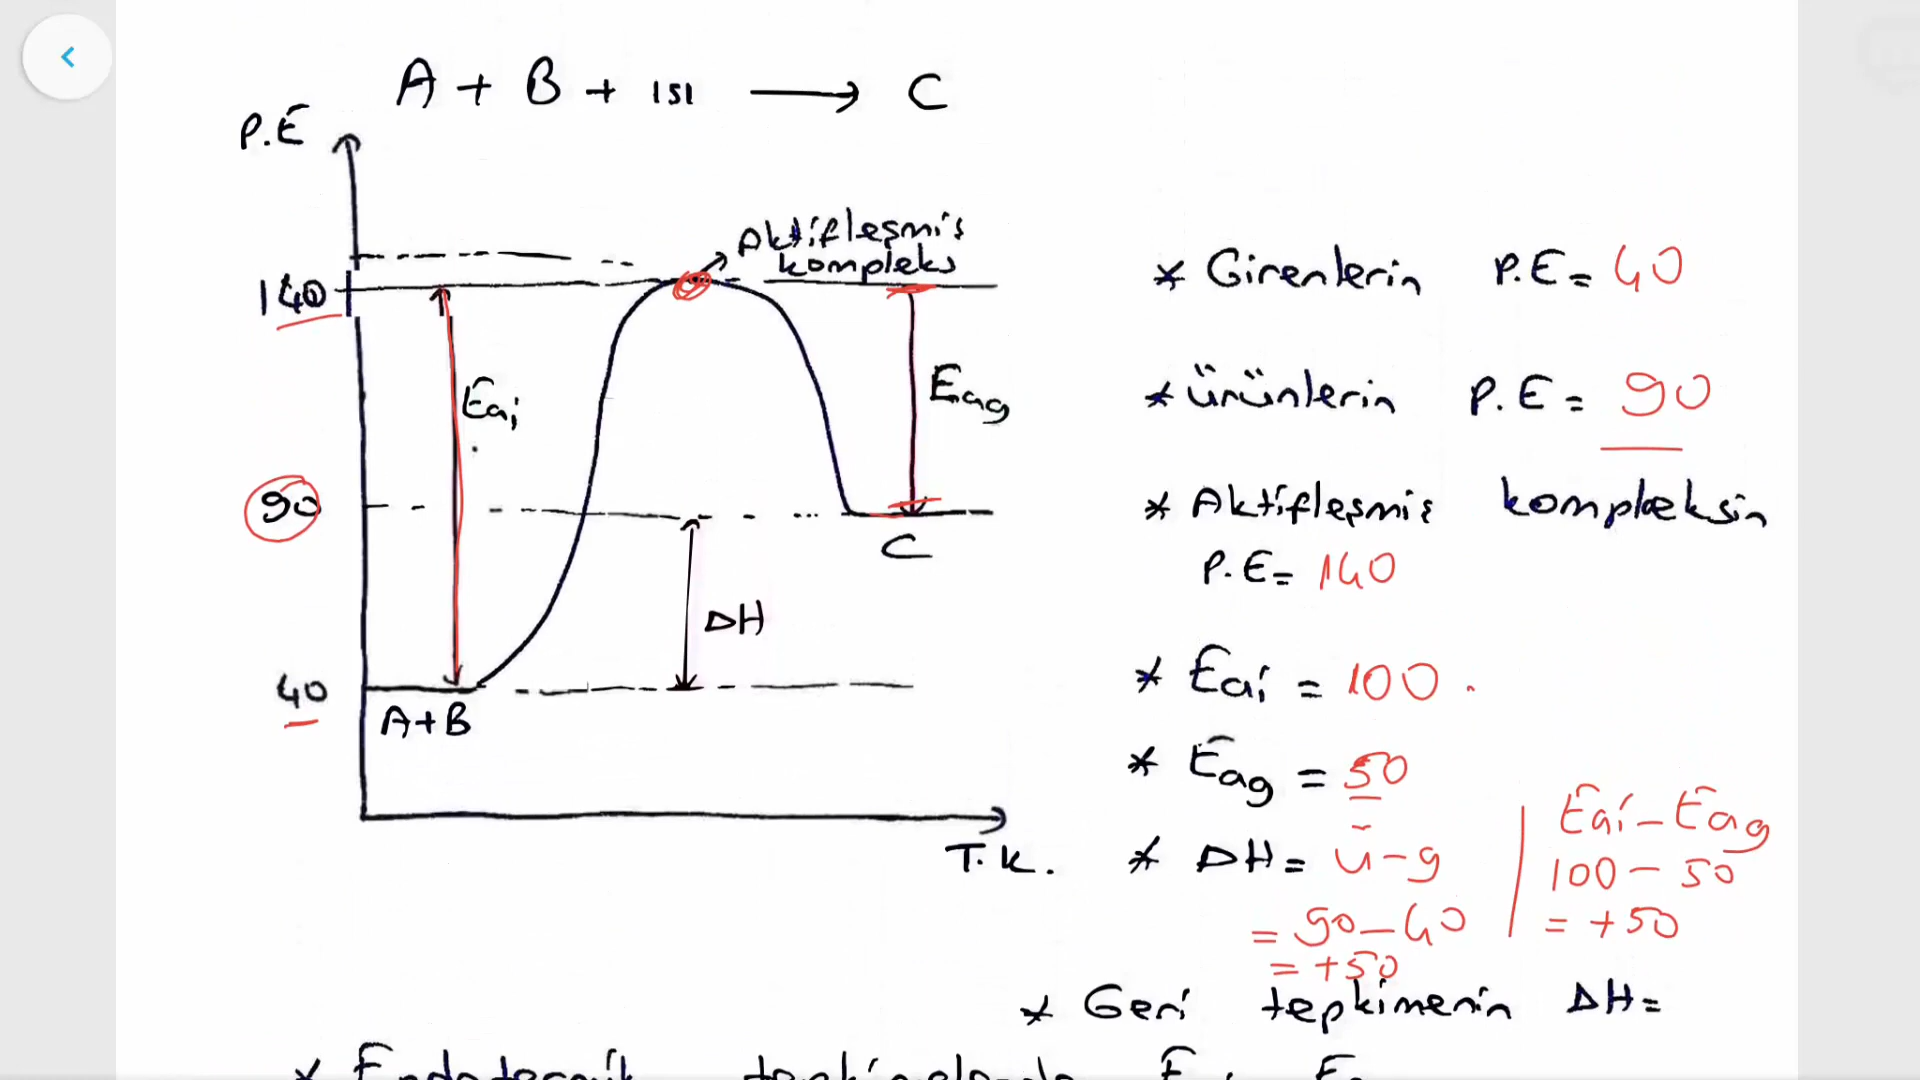 A + B + ısı → C
P.E
Aktifleşmiş
kompleks
140
Eai
Eag
90
C
ΔH
40
A+B
T.K.
* Girenlerin P.E = 40
* Ürünlerin P.E = 90
* Aktifleşmiş kompleksin
P.E = 140
* Eai = 100
* Eag = 50
* ΔH = ü - g
= 90 - 40
= +50
Eai - Eag
100 - 50
= +50
* Geri tepkimenin ΔH =